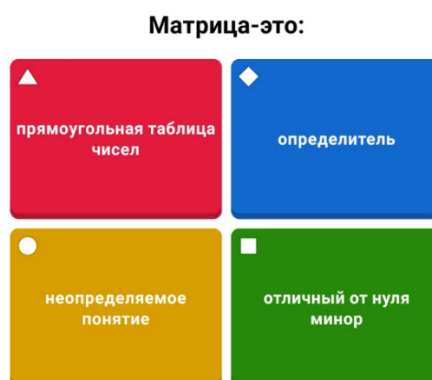 Матрица-это:
прямоугольная таблица
чисел
определитель
неопределяемое
понятие
отличный от нуля
минор